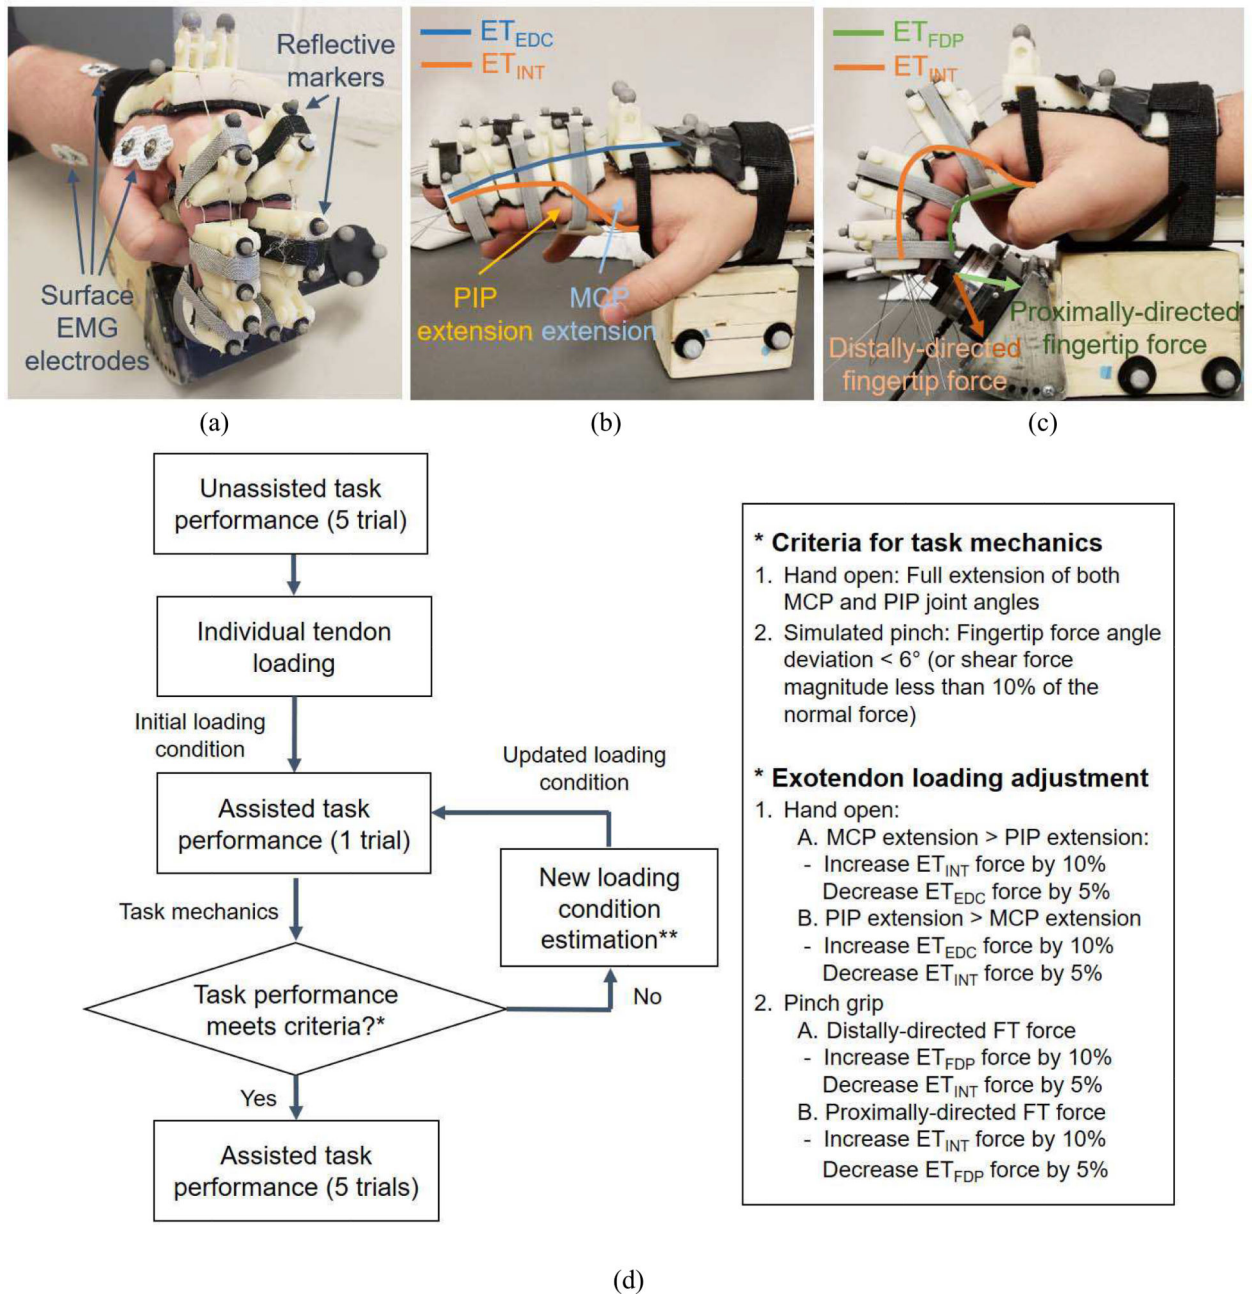 Reflective
markers
Surface
EMG
electrodes
(a)
ET_EDC
ET_INT
PIP
extension
MCP
extension
(b)
ET_FDP
ET_INT
Proximally-directed
fingertip force
Distally-directed
fingertip force
(c)
Unassisted task
performance (5 trial)
Individual tendon
loading
Initial loading
condition
Assisted task
performance (1 trial)
Updated loading
condition
New loading
condition
estimation**
Task mechanics
Task performance
meets criteria?*
No
Yes
Assisted task
performance (5 trials)
* Criteria for task mechanics
1. Hand open: Full extension of both
MCP and PIP joint angles
2. Simulated pinch: Fingertip force angle
deviation < 6° (or shear force
magnitude less than 10% of the
normal force)
* Exotendon loading adjustment
1. Hand open:
A. MCP extension > PIP extension:
- Increase ET_INT force by 10%
Decrease ET_EDC force by 5%
B. PIP extension > MCP extension
- Increase ET_EDC force by 10%
Decrease ET_INT force by 5%
2. Pinch grip
A. Distally-directed FT force
- Increase ET_FDP force by 10%
Decrease ET_INT force by 5%
B. Proximally-directed FT force
- Increase ET_INT force by 10%
Decrease ET_FDP force by 5%
(d)